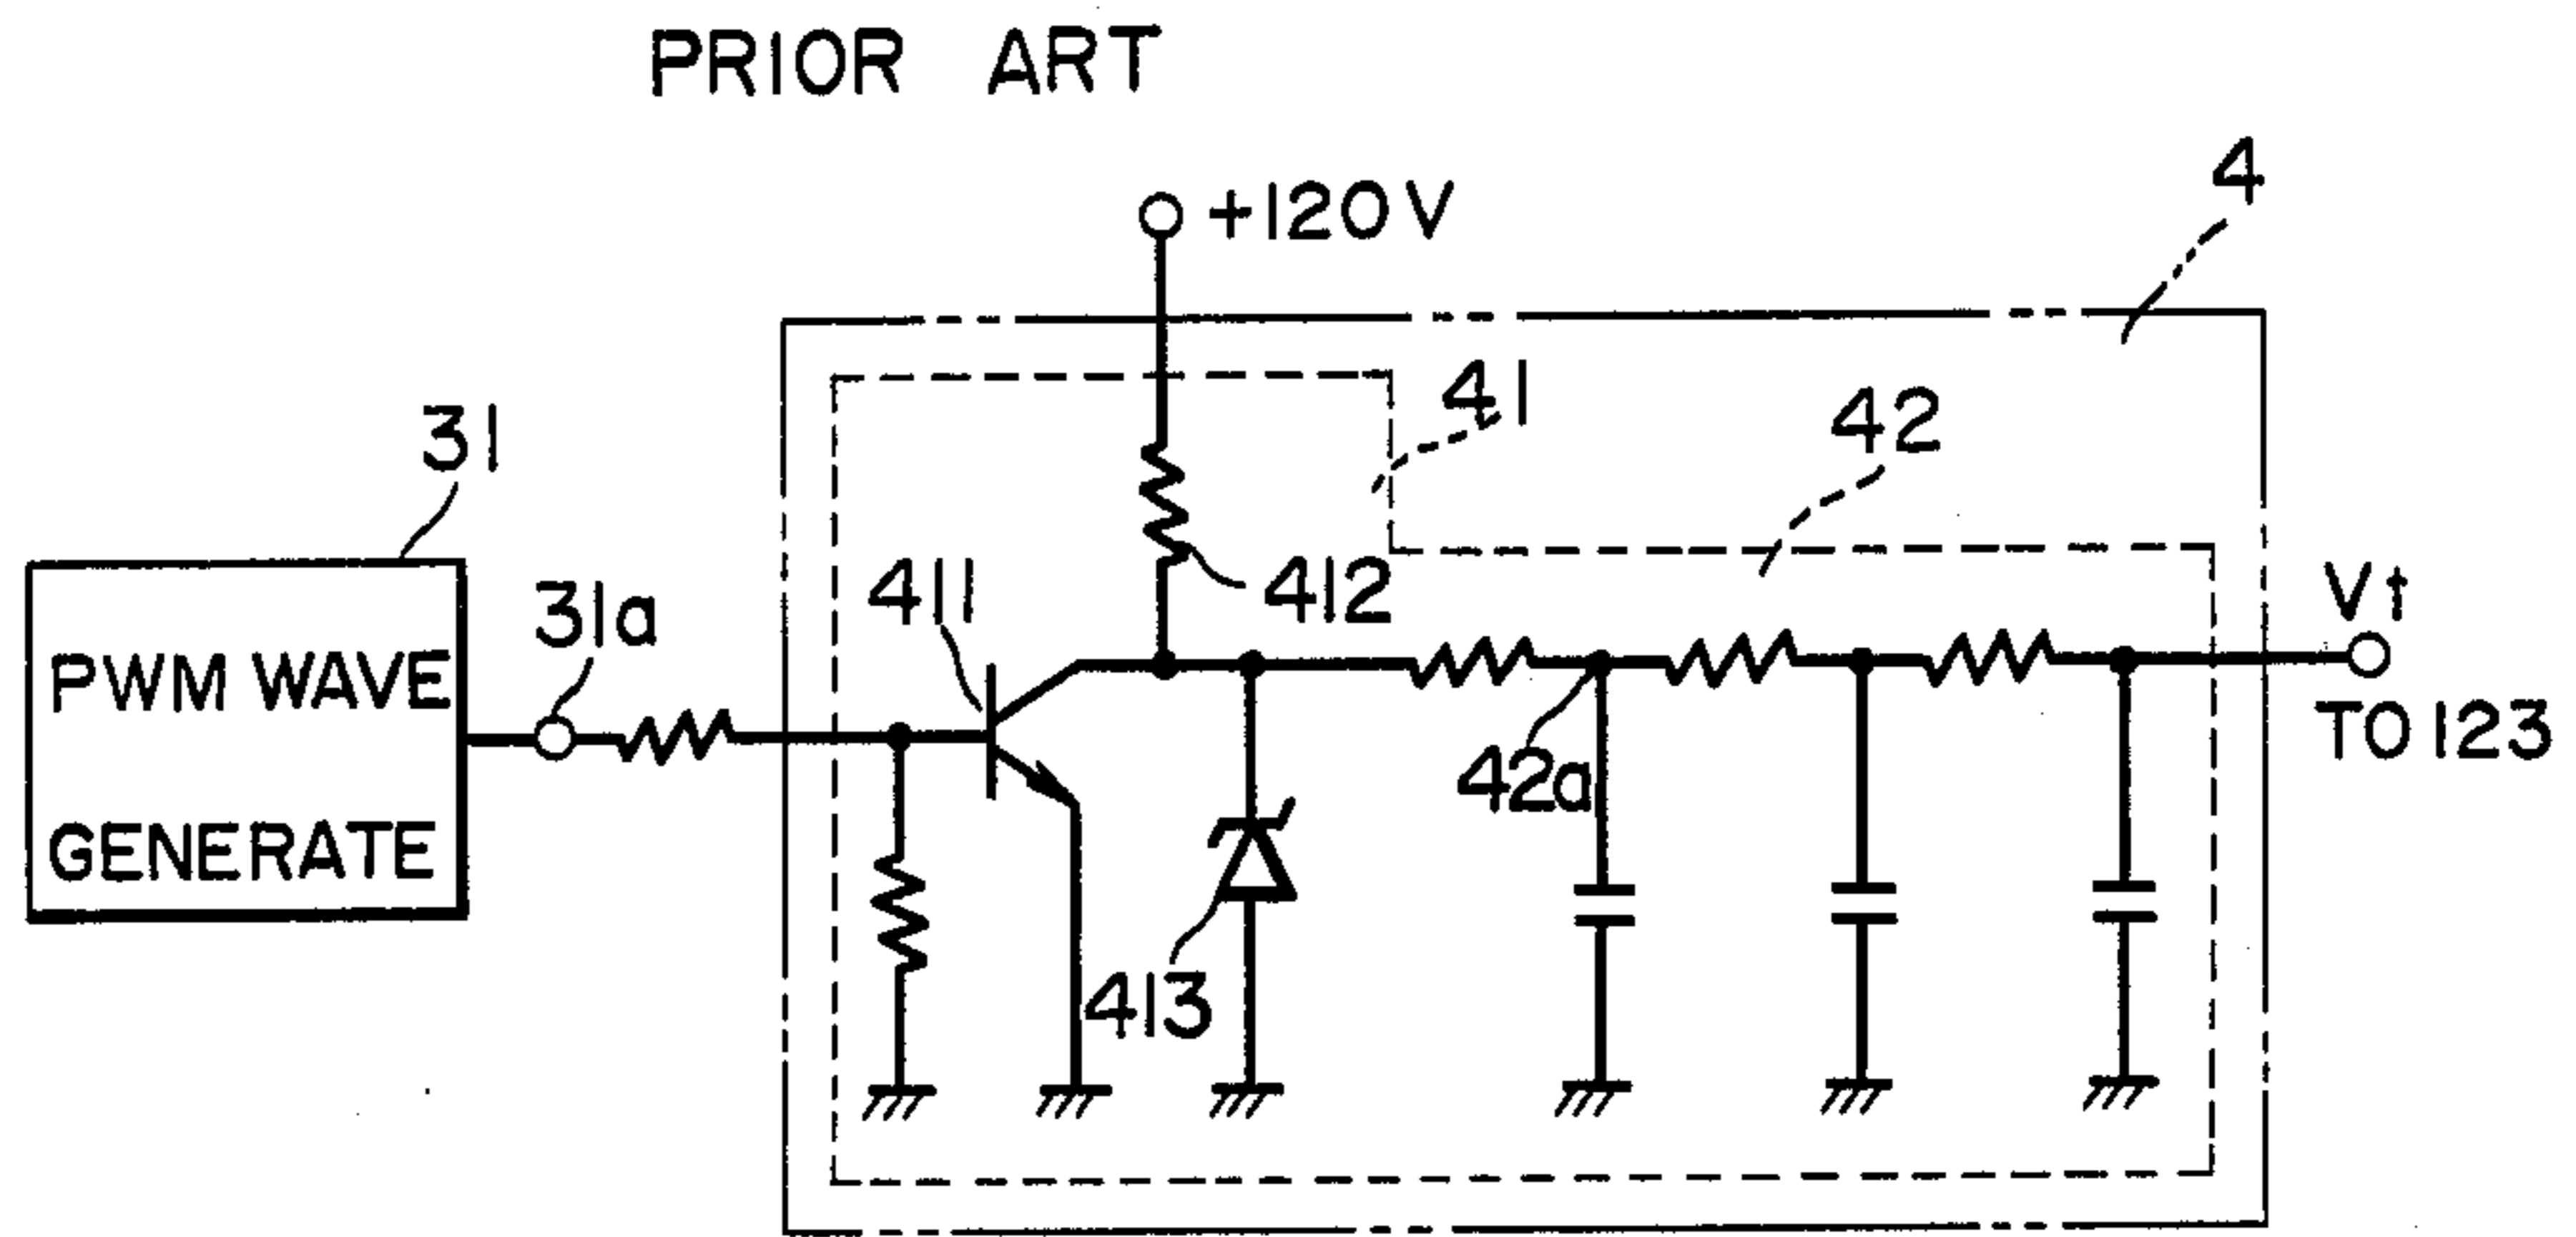 PRIOR ART
4
+120V
41
42
31
31a
411
412
Vt
PWM WAVE
GENERATE
42a
TO 123
413